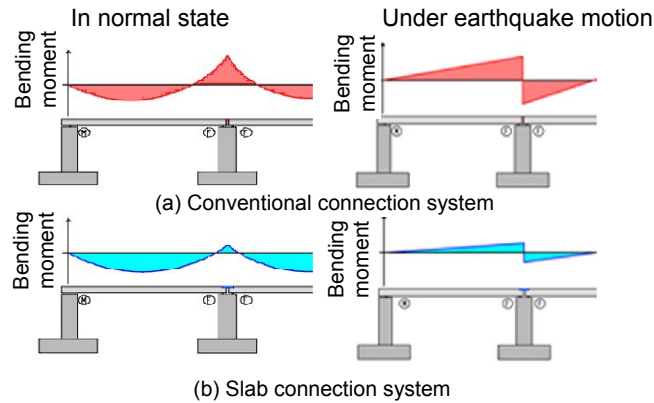 In normal state
Under earthquake motion
Bending
moment
Bending
moment
M
F
F
(a) Conventional connection system
Bending
moment
Bending
moment
M
F
F
(b) Slab connection system